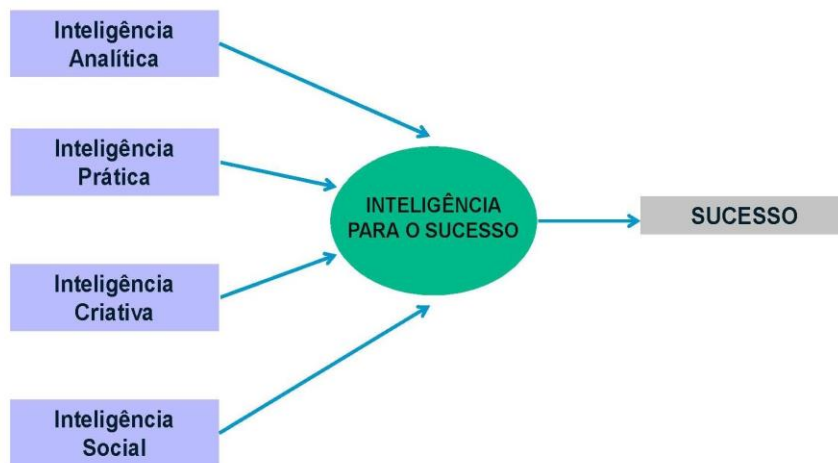 Inteligência
Analítica
Inteligência
Prática
INTELIGÊNCIA
PARA O SUCESSO
SUCESSO
Inteligência
Criativa
Inteligência
Social